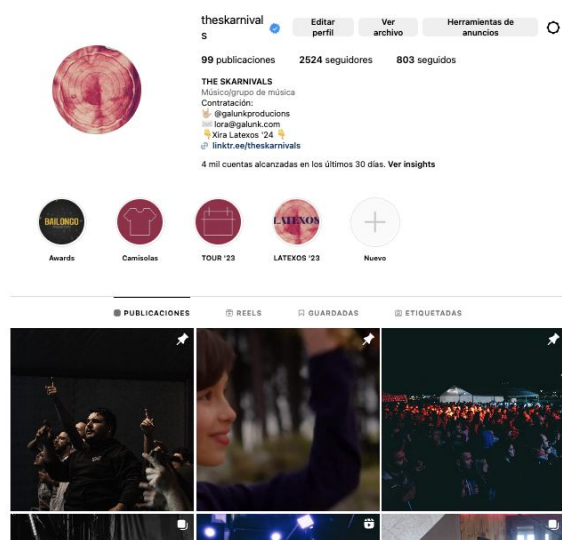 theskarnival
s
Editar
perfil
Ver
archivo
Herramientas de
anuncios
99 publicaciones 2524 seguidores 803 seguidos
THE SKARNIVALS
Músico/grupo de música
Contratación:
🤟🏼 @galunkproducions
✉️ lora@galunk.com
👇Xira Latexos '24 👇
linktr.ee/theskarnivals
4 mil cuentas alcanzadas en los últimos 30 días. Ver insights
BAILONGO
LATEXOS
Awards
Camisolas
TOUR '23
LATEXOS '23
Nuevo
PUBLICACIONES
REELS
GUARDADAS
ETIQUETADAS